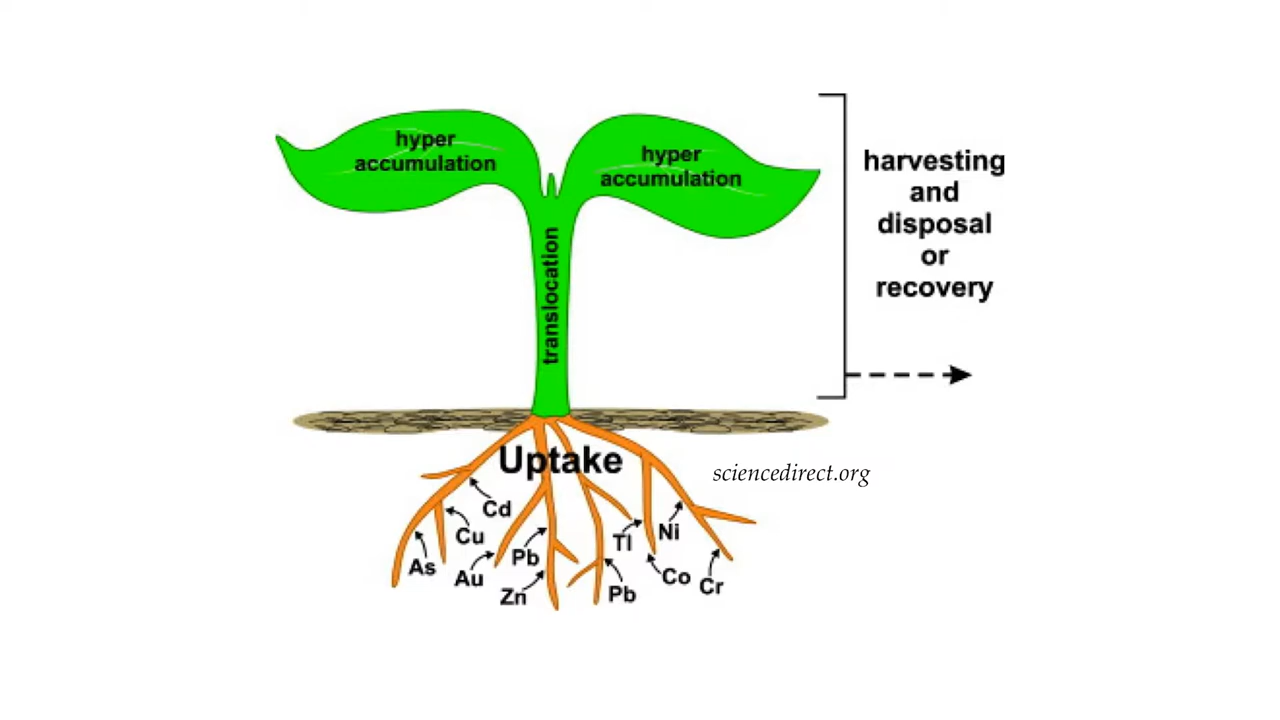 hyper
accumulation
hyper
accumulation
harvesting
and
disposal
or
recovery
translocation
Uptake
sciencedirect.org
Cd
Cu
As
Au
Pb
Zn
Tl
Ni
Pb
Co
Cr